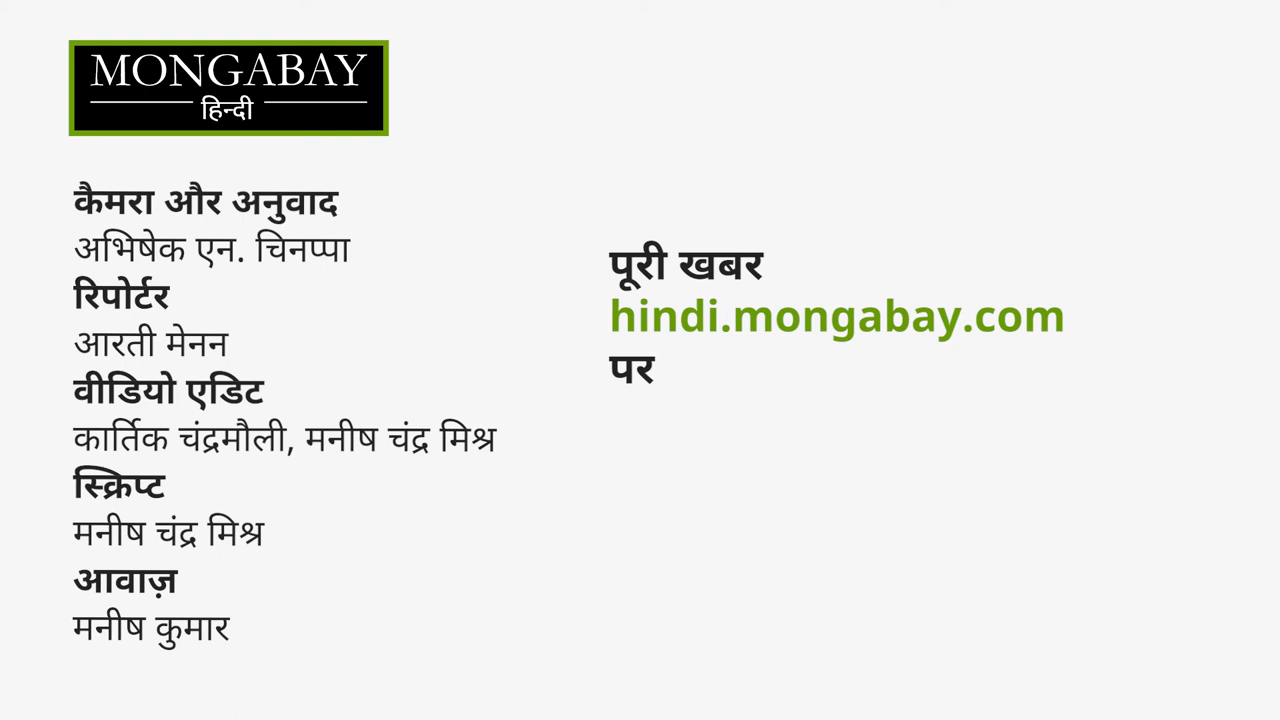 MONGABAY
हिन्दी
कैमरा और अनुवाद
अभिषेक एन. चिनप्पा
रिपोर्टर
आरती मेनन
वीडियो एडिट
कार्तिक चंद्रमौली, मनीष चंद्र मिश्र
स्क्रिप्ट
मनीष चंद्र मिश्र
आवाज़
मनीष कुमार
पूरी खबर
hindi.mongabay.com
पर